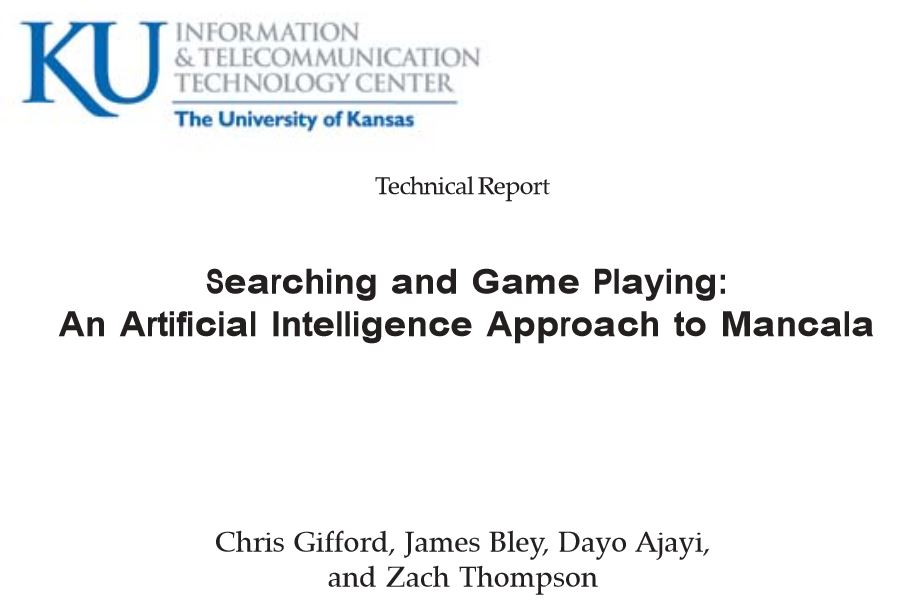 KU
INFORMATION
& TELECOMMUNICATION
TECHNOLOGY CENTER
The University of Kansas
Technical Report
Searching and Game Playing:
An Artificial Intelligence Approach to Mancala
Chris Gifford, James Bley, Dayo Ajayi,
and Zach Thompson